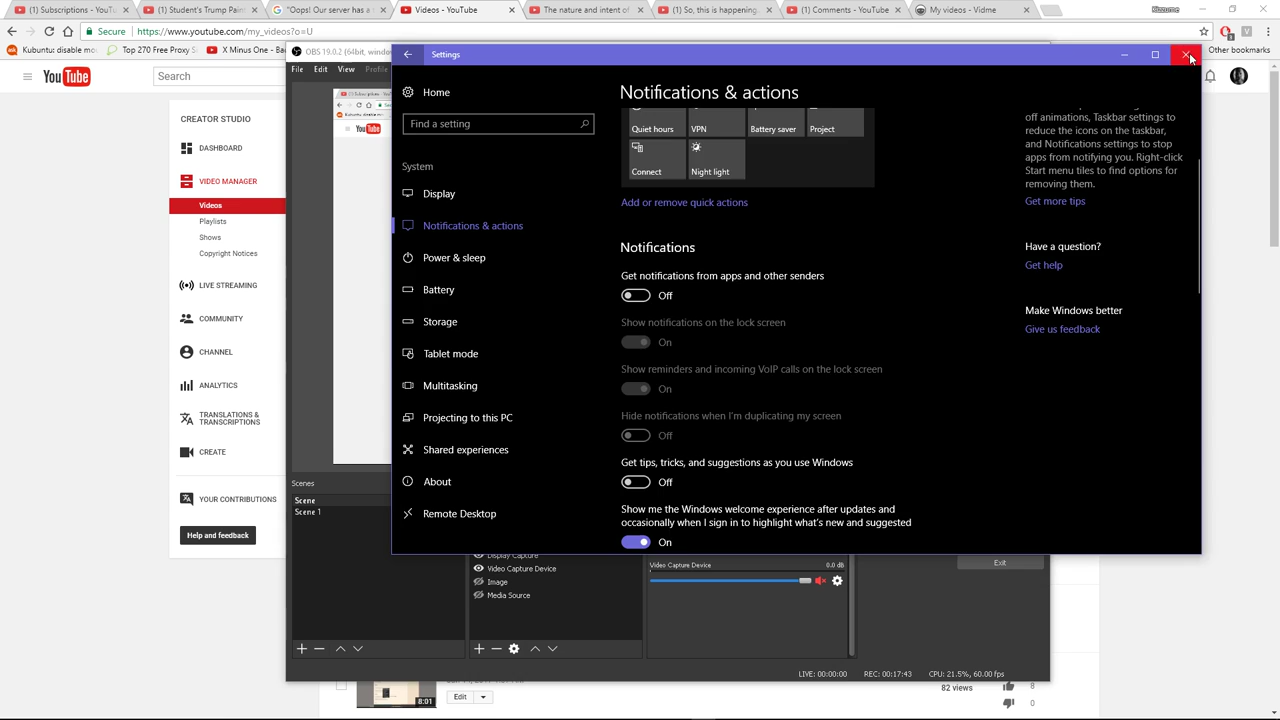 (1) Subscriptions - YouTu
(1) Student's Trump Paint
"Oops! Our server has a
Videos - YouTube
The nature and intent of
(1) So, this is happening
(1) Comments - YouTube
My videos - Vidme
Kizzume
Secure https://www.youtube.com/my_videos?o=U
Kubuntu disable mo
Top 270 Free Proxy S
X Minus One - Ba
Other bookmarks
OBS 19.0.2 (64bit, windo
Settings
YouTube
Search
File Edit View Profile
CREATOR STUDIO
DASHBOARD
VIDEO MANAGER
Videos
Playlists
Shows
Copyright Notices
LIVE STREAMING
COMMUNITY
CHANNEL
ANALYTICS
TRANSLATIONS &
TRANSCRIPTIONS
CREATE
YOUR CONTRIBUTIONS
Help and feedback
Home
Find a setting
System
Display
Notifications & actions
Power & sleep
Battery
Storage
Tablet mode
Multitasking
Projecting to this PC
Shared experiences
About
Remote Desktop
Notifications & actions
Quiet hours VPN Battery saver Project
Connect Night light
Add or remove quick actions
Notifications
Get notifications from apps and other senders
Off
Show notifications on the lock screen
On
Show reminders and incoming VoIP calls on the lock screen
On
Hide notifications when I'm duplicating my screen
Off
Get tips, tricks, and suggestions as you use Windows
Off
Show me the Windows welcome experience after updates and
occasionally when I sign in to highlight what's new and suggested
On
off animations, Taskbar settings to
reduce the icons on the taskbar,
and Notifications settings to stop
apps from notifying you. Right-click
Start menu tiles to find options for
removing them.
Get more tips
Have a question?
Get help
Make Windows better
Give us feedback
Scenes
Scene
Scene 1
Display Capture
Video Capture Device
Image
Media Source
Video Capture Device 0.0 dB
Exit
LIVE: 00:00:00 REC: 00:17:43 CPU: 21.5%, 60.00 fps
8:01
Edit
82 views
8
0